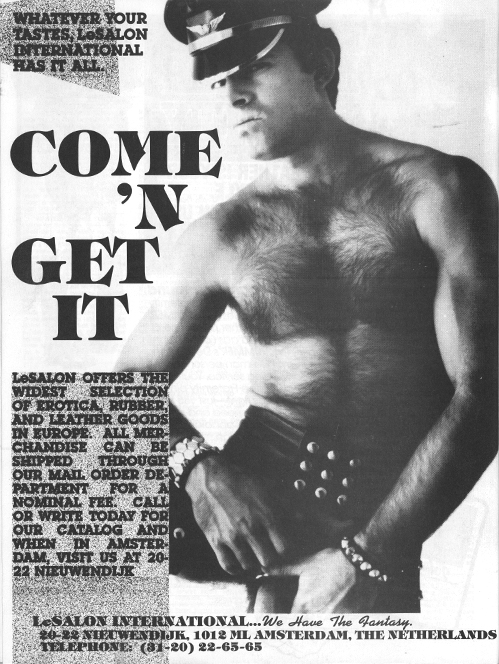 WHATEVER YOUR
TASTES, LeSALON
INTERNATIONAL
HAS IT ALL.
COME
'N
GET
IT
LeSALON OFFERS THE
WIDEST SELECTION
OF EROTICA, RUBBER,
AND LEATHER GOODS
IN EUROPE. ALL MER-
CHANDISE CAN BE
SHIPPED THROUGH
OUR MAIL-ORDER DE-
PARTMENT FOR A
NOMINAL FEE. CALL
OR WRITE TODAY FOR
OUR CATALOG AND
WHEN IN AMSTER-
DAM, VISIT US AT 20-
22 NIEUWENDIJK
LeSALON INTERNATIONAL...We Have The Fantasy.
20-22 NIEUWENDIJK, 1012 ML AMSTERDAM, THE NETHERLANDS
TELEPHONE: (31-20) 22-65-65